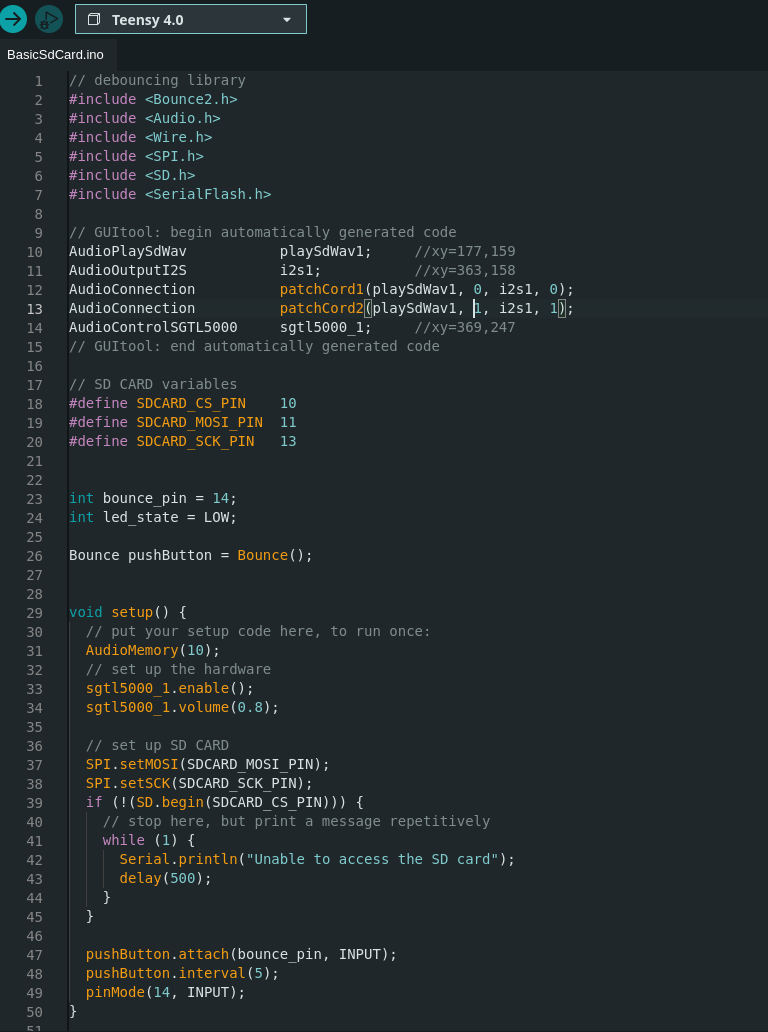 Teensy 4.0
BasicSdCard.ino
1 // debouncing library
2 #include <Bounce2.h>
3 #include <Audio.h>
4 #include <Wire.h>
5 #include <SPI.h>
6 #include <SD.h>
7 #include <SerialFlash.h>
8
9 // GUItool: begin automatically generated code
10 AudioPlaySdWav           playSdWav1;     //xy=177,159
11 AudioOutputI2S           i2s1;           //xy=363,158
12 AudioConnection          patchCord1(playSdWav1, 0, i2s1, 0);
13 AudioConnection          patchCord2(playSdWav1, 1, i2s1, 1);
14 AudioControlSGTL5000     sgtl5000_1;     //xy=369,247
15 // GUItool: end automatically generated code
16
17 // SD CARD variables
18 #define SDCARD_CS_PIN    10
19 #define SDCARD_MOSI_PIN  11
20 #define SDCARD_SCK_PIN   13
21
22
23 int bounce_pin = 14;
24 int led_state = LOW;
25
26 Bounce pushButton = Bounce();
27
28
29 void setup() {
30   // put your setup code here, to run once:
31   AudioMemory(10);
32   // set up the hardware
33   sgtl5000_1.enable();
34   sgtl5000_1.volume(0.8);
35
36   // set up SD CARD
37   SPI.setMOSI(SDCARD_MOSI_PIN);
38   SPI.setSCK(SDCARD_SCK_PIN);
39   if (!(SD.begin(SDCARD_CS_PIN))) {
40     // stop here, but print a message repetitively
41     while (1) {
42       Serial.println("Unable to access the SD card");
43       delay(500);
44     }
45   }
46
47   pushButton.attach(bounce_pin, INPUT);
48   pushButton.interval(5);
49   pinMode(14, INPUT);
50 }
51